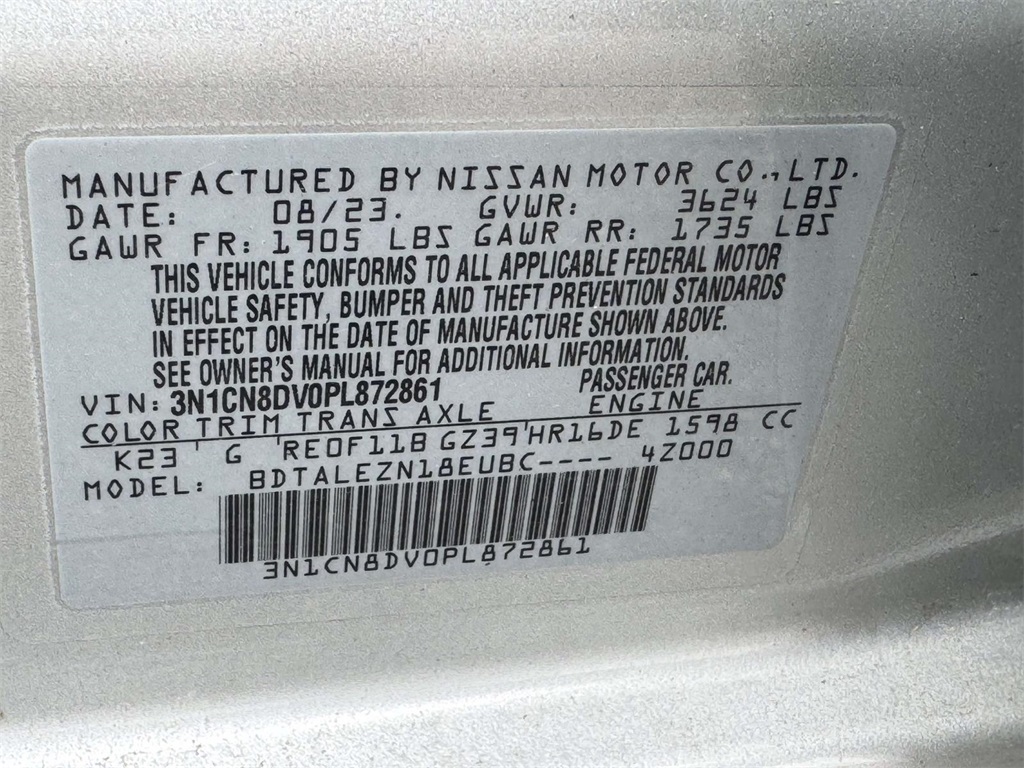 MANUFACTURED BY NISSAN MOTOR CO.,LTD.
DATE: 08/23. GVWR: 3624 LBS
GAWR FR: 1905 LBS GAWR RR: 1735 LBS
THIS VEHICLE CONFORMS TO ALL APPLICABLE FEDERAL MOTOR
VEHICLE SAFETY, BUMPER AND THEFT PREVENTION STANDARDS
IN EFFECT ON THE DATE OF MANUFACTURE SHOWN ABOVE.
SEE OWNER'S MANUAL FOR ADDITIONAL INFORMATION.
VIN: 3N1CN8DV0PL872861 PASSENGER CAR.
COLOR TRIM TRANS AXLE ENGINE
K23 G RE0F11B GZ39 HR16DE 1598 CC
MODEL: BDTALEZN18EUBC---- 4Z000
3N1CN8DV0PL872861